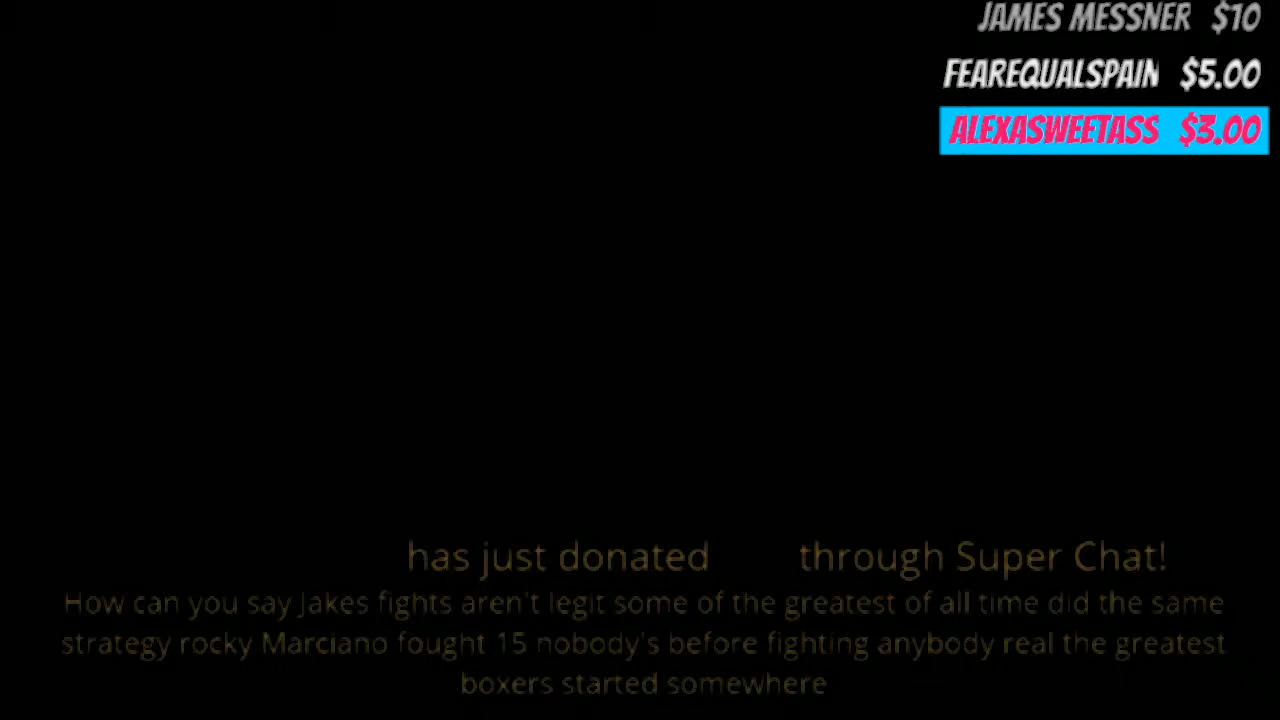 JAMES MESSNER $10
FEAREQUALSPAIN $5.00
ALEXASWEETASS $3.00
has just donated through Super Chat!
How can you say Jakes fights aren't legit some of the greatest of all time did the same
strategy rocky Marciano fought 15 nobody's before fighting anybody real the greatest
boxers started somewhere